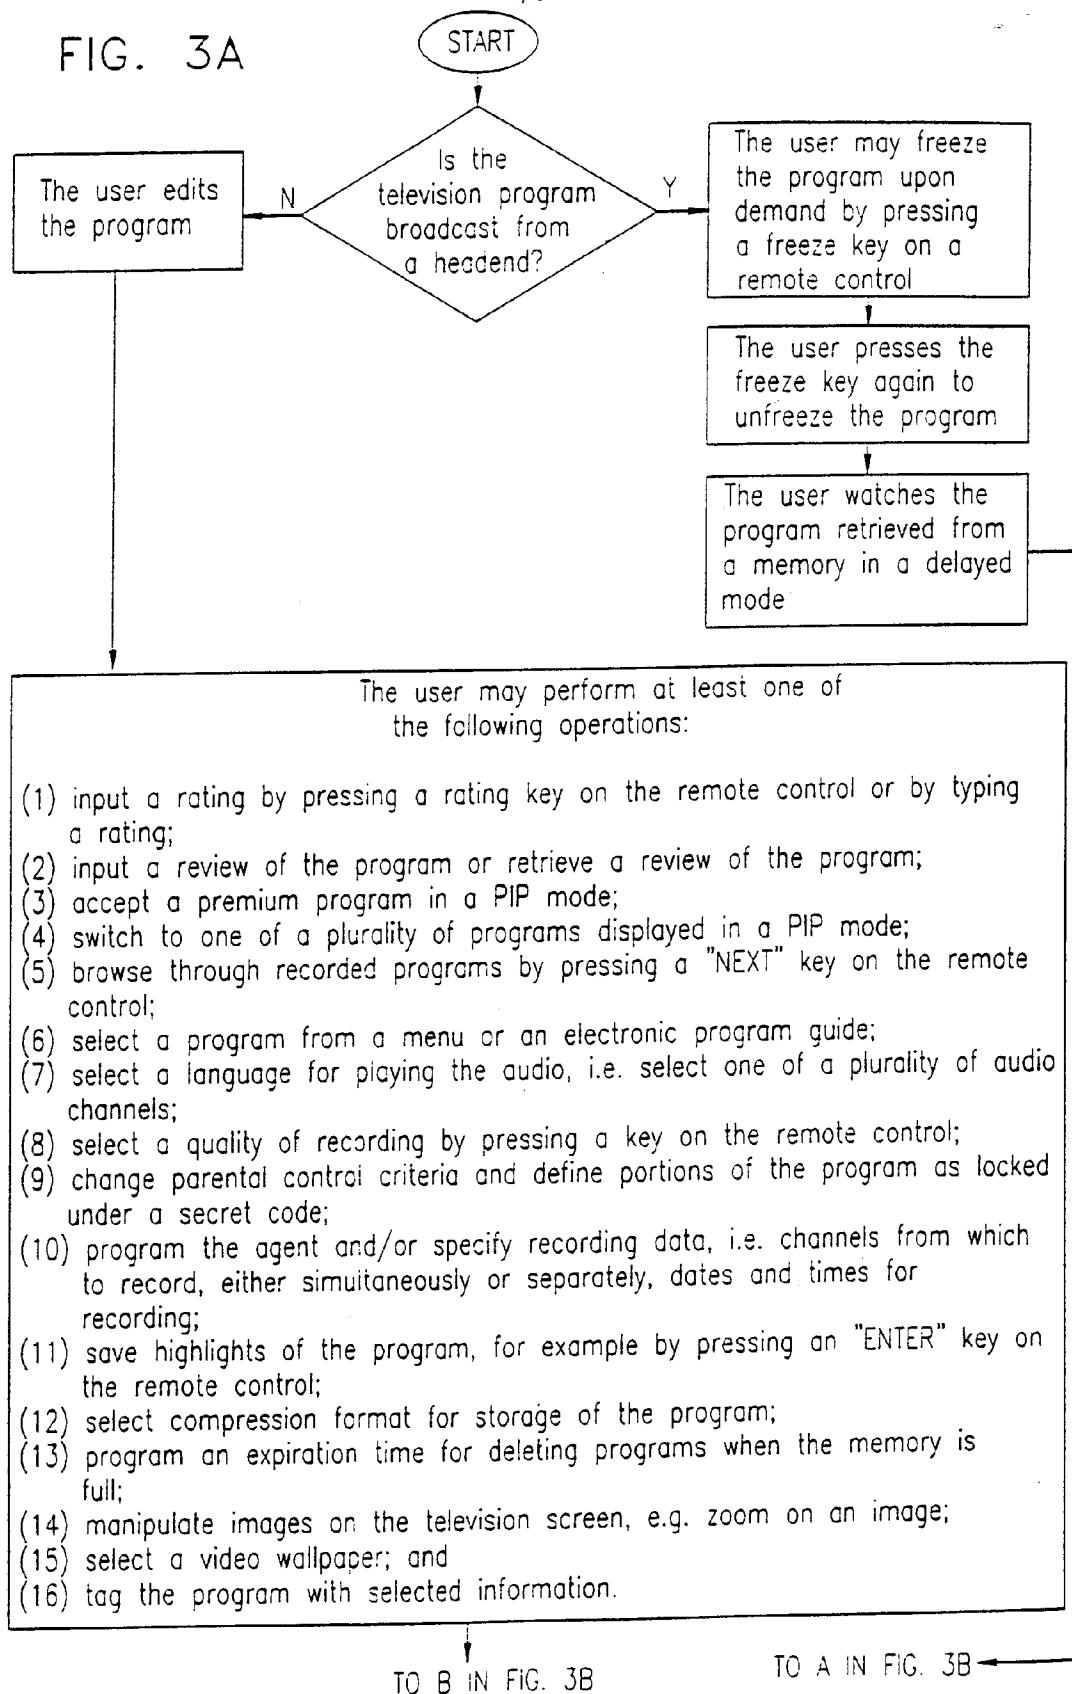 FIG. 3A
START
Is the
television program
broadcast from
a headend?
N
Y
The user edits
the program
The user may freeze
the program upon
demand by pressing
a freeze key on a
remote control
The user presses the
freeze key again to
unfreeze the program
The user watches the
program retrieved from
a memory in a delayed
mode
The user may perform at least one of
the following operations:
(1) input a rating by pressing a rating key on the remote control or by typing
a rating;
(2) input a review of the program or retrieve a review of the program;
(3) accept a premium program in a PIP mode;
(4) switch to one of a plurality of programs displayed in a PIP mode;
(5) browse through recorded programs by pressing a "NEXT" key on the remote
control;
(6) select a program from a menu or an electronic program guide;
(7) select a language for playing the audio, i.e. select one of a plurality of audio
channels;
(8) select a quality of recording by pressing a key on the remote control;
(9) change parental control criteria and define portions of the program as locked
under a secret code;
(10) program the agent and/or specify recording data, i.e. channels from which
to record, either simultaneously or separately, dates and times for
recording;
(11) save highlights of the program, for example by pressing an "ENTER" key on
the remote control;
(12) select compression format for storage of the program;
(13) program an expiration time for deleting programs when the memory is
full;
(14) manipulate images on the television screen, e.g. zoom on an image;
(15) select a video wallpaper; and
(16) tag the program with selected information.
TO B IN FIG. 3B
TO A IN FIG. 3B